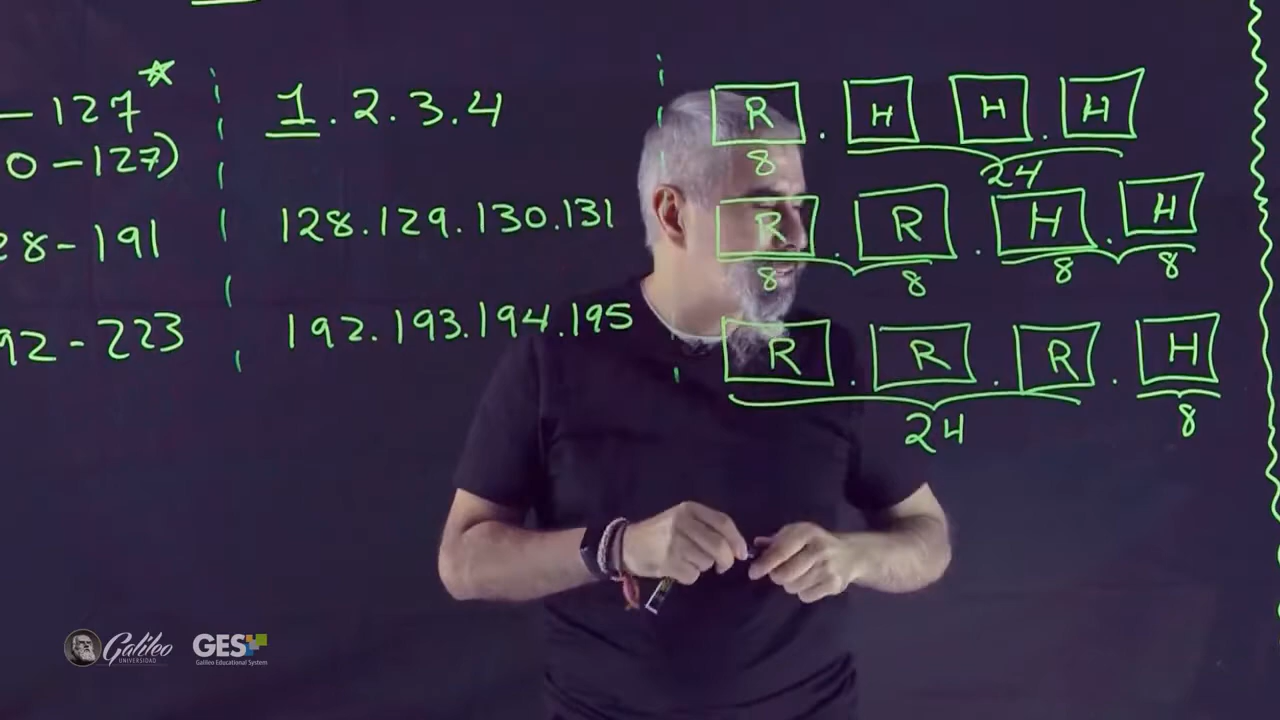 – 127* 1.2.3.4 R . H H . H
8 24
0 – 127)
28 – 191 128.129.130.131 R . R . H . H
8 8 8 8
92 – 223 192.193.194.195 R . R . R . H
24 8
Galileo
UNIVERSIDAD
GES
Galileo Educational System